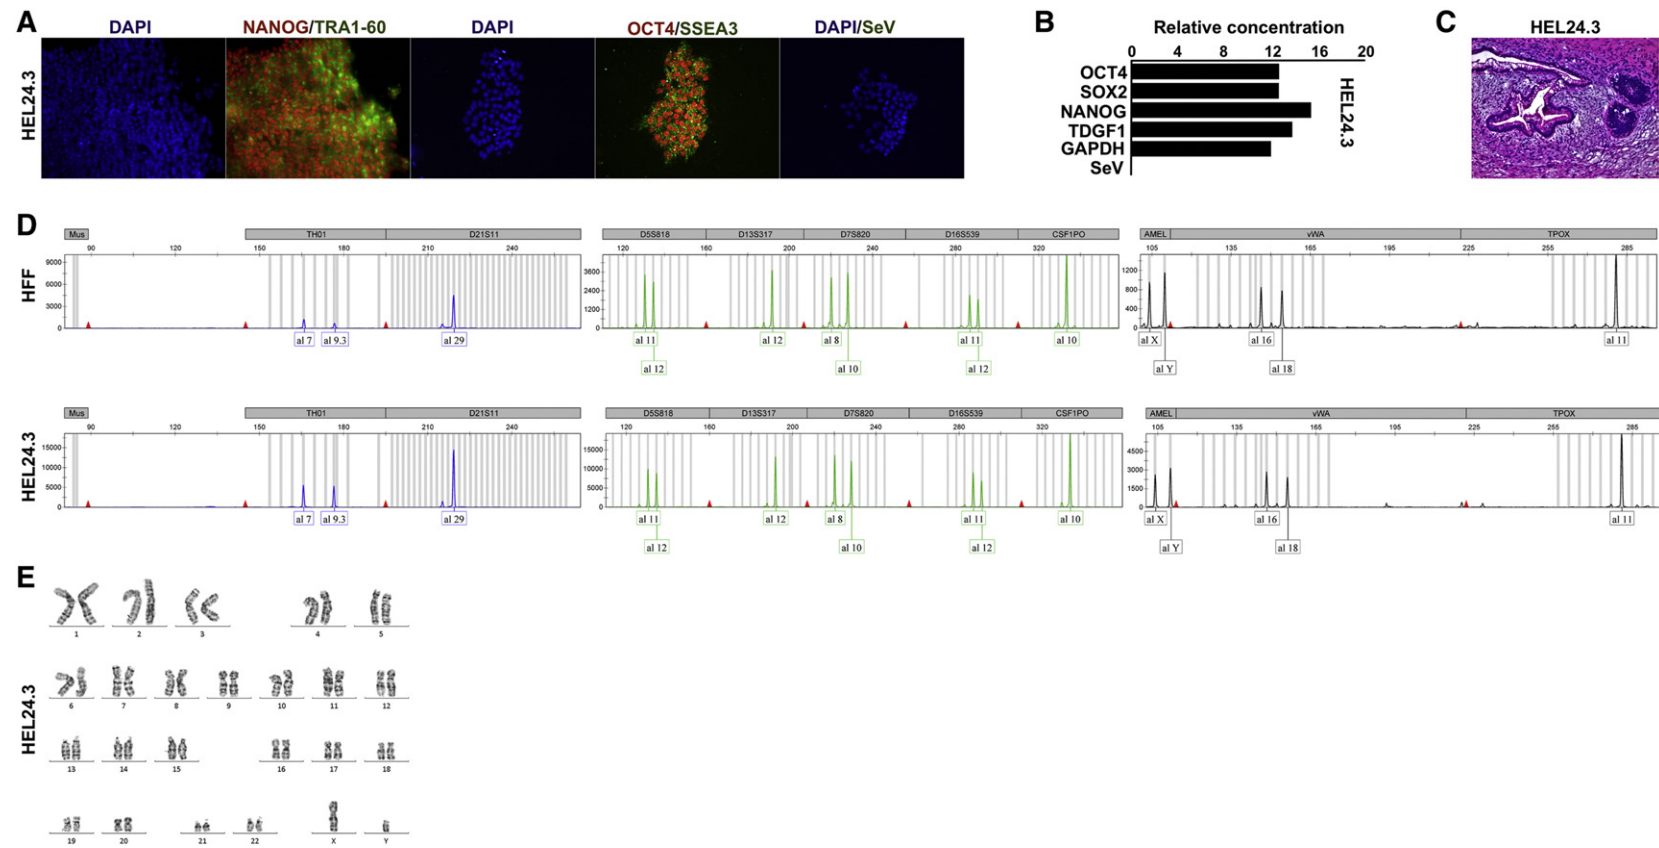 A
DAPI NANOG/TRA1-60 DAPI OCT4/SSEA3 DAPI/SeV
HEL24.3
B
Relative concentration
0 4 8 12 16 20
OCT4
SOX2
NANOG
TDGF1
GAPDH
SeV
HEL24.3
C
HEL24.3
D
HFF
Mus TH01 D21S11
90 120 150 180 210 240
9000
6000
3000
0
al 7 al 9.3 al 29
D5S818 D13S317 D7S820 D16S539 CSF1PO
120 160 200 240 280 320
3600
2400
1200
0
al 11 al 12 al 8 al 11 al 10
al 12 al 10 al 12
AMEL vWA TPOX
105 135 165 195 225 255 285
1200
800
400
0
al X al 16 al 11
al Y al 18
HEL24.3
Mus TH01 D21S11
90 120 150 180 210 240
15000
10000
5000
0
al 7 al 9.3 al 29
D5S818 D13S317 D7S820 D16S539 CSF1PO
120 160 200 240 280 320
15000
10000
5000
0
al 11 al 12 al 8 al 11 al 10
al 12 al 10 al 12
AMEL vWA TPOX
105 135 165 195 225 255 285
4500
3000
1500
0
al X al 16 al 11
al Y al 18
E
HEL24.3
1 2 3 4 5
6 7 8 9 10 11 12
13 14 15 16 17 18
19 20 21 22 X Y